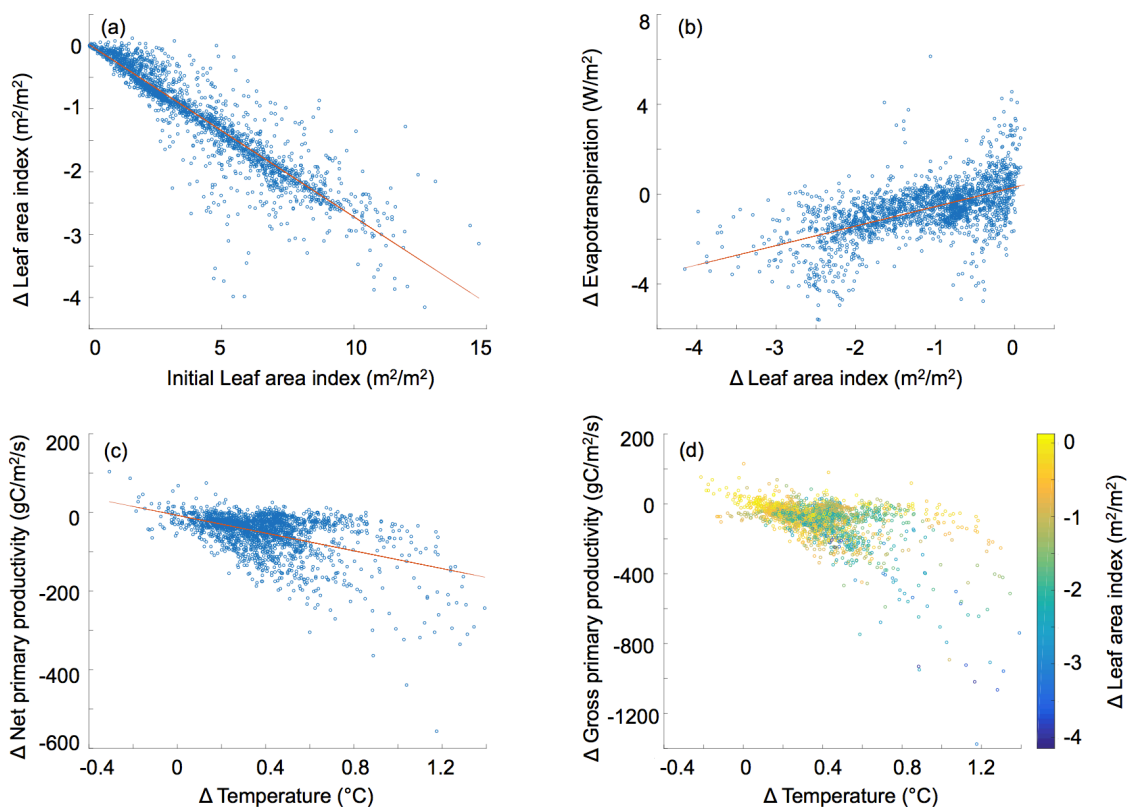 (a)
0
-1
-2
-3
-4
Δ Leaf area index (m²/m²)
0 5 10 15
Initial Leaf area index (m²/m²)
(b)
8
4
0
-4
Δ Evapotranspiration (W/m²)
-4 -3 -2 -1 0
Δ Leaf area index (m²/m²)
(c)
200
0
-200
-400
-600
Δ Net primary productivity (gC/m²/s)
-0.4 0 0.4 0.8 1.2
Δ Temperature (°C)
(d)
200
0
-400
-800
-1200
Δ Gross primary productivity (gC/m²/s)
-0.4 0 0.4 0.8 1.2
Δ Temperature (°C)
0
-1
-2
-3
-4
Δ Leaf area index (m²/m²)